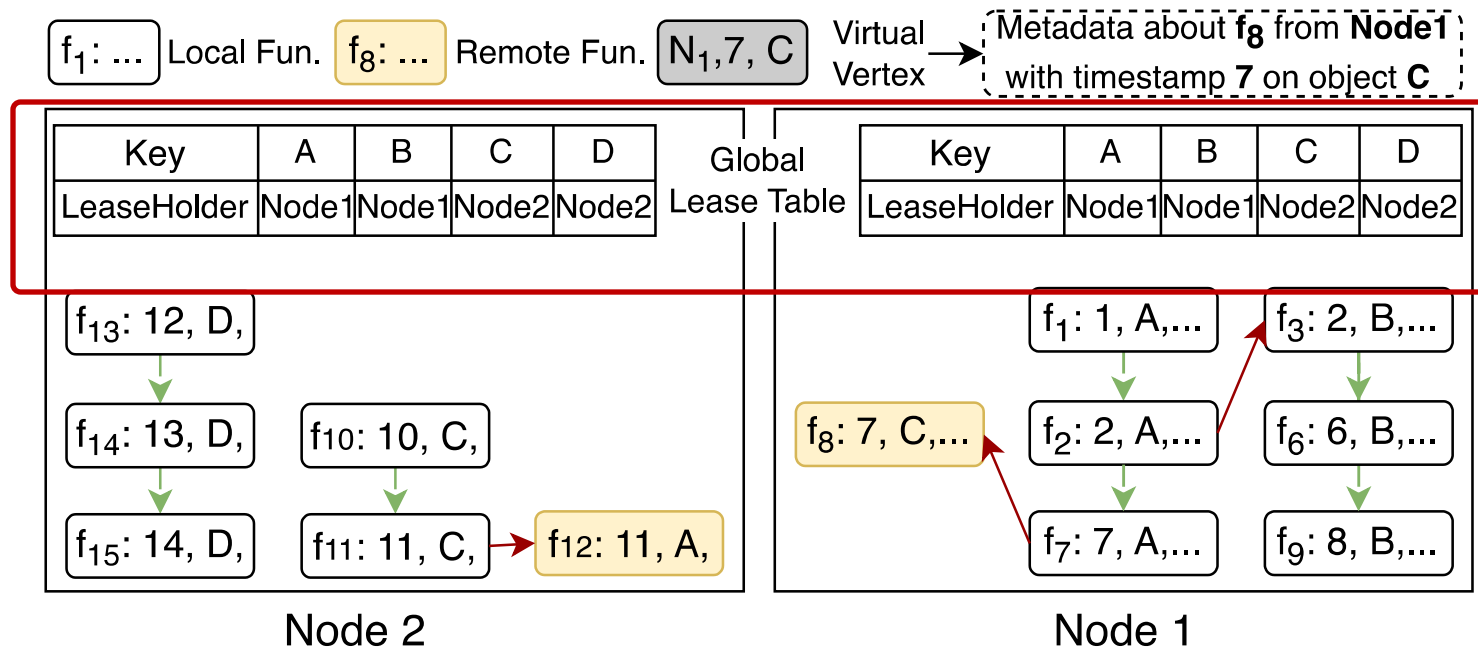 f1: ... Local Fun. f8: ... Remote Fun. N1,7, C Virtual Vertex Metadata about f8 from Node1
with timestamp 7 on object C
Key A B C D
LeaseHolder Node1 Node1 Node2 Node2
Global
Lease Table
Key A B C D
LeaseHolder Node1 Node1 Node2 Node2
f13: 12, D,
f14: 13, D, f10: 10, C,
f15: 14, D, f11: 11, C, f12: 11, A,
Node 2
f1: 1, A,... f3: 2, B,...
f8: 7, C,... f2: 2, A,... f6: 6, B,...
f7: 7, A,... f9: 8, B,...
Node 1